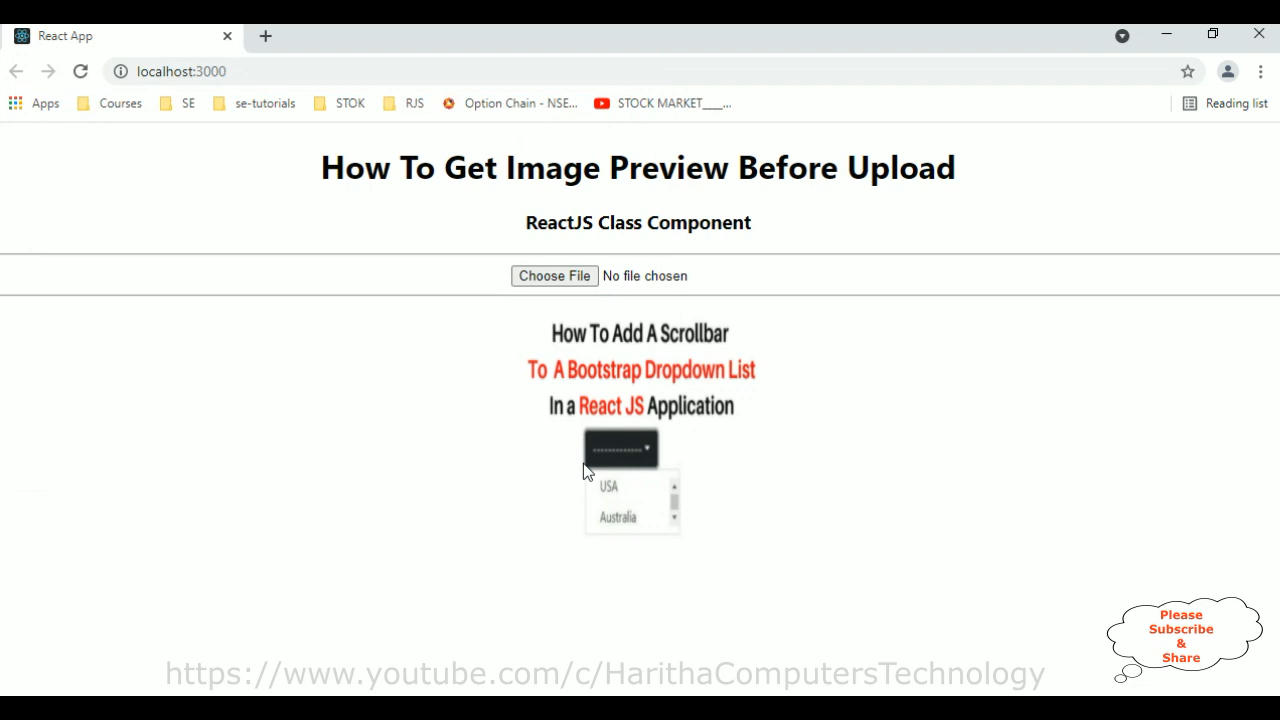 React App
localhost:3000
Apps Courses SE se-tutorials STOK RJS Option Chain - NSE... STOCK MARKET____... Reading list
How To Get Image Preview Before Upload
ReactJS Class Component
Choose File No file chosen
How To Add A Scrollbar
To A Bootstrap Dropdown List
In a React JS Application
-------------
USA
Australia
Please
Subscribe
&
Share
https://www.youtube.com/c/HarithaComputersTechnology